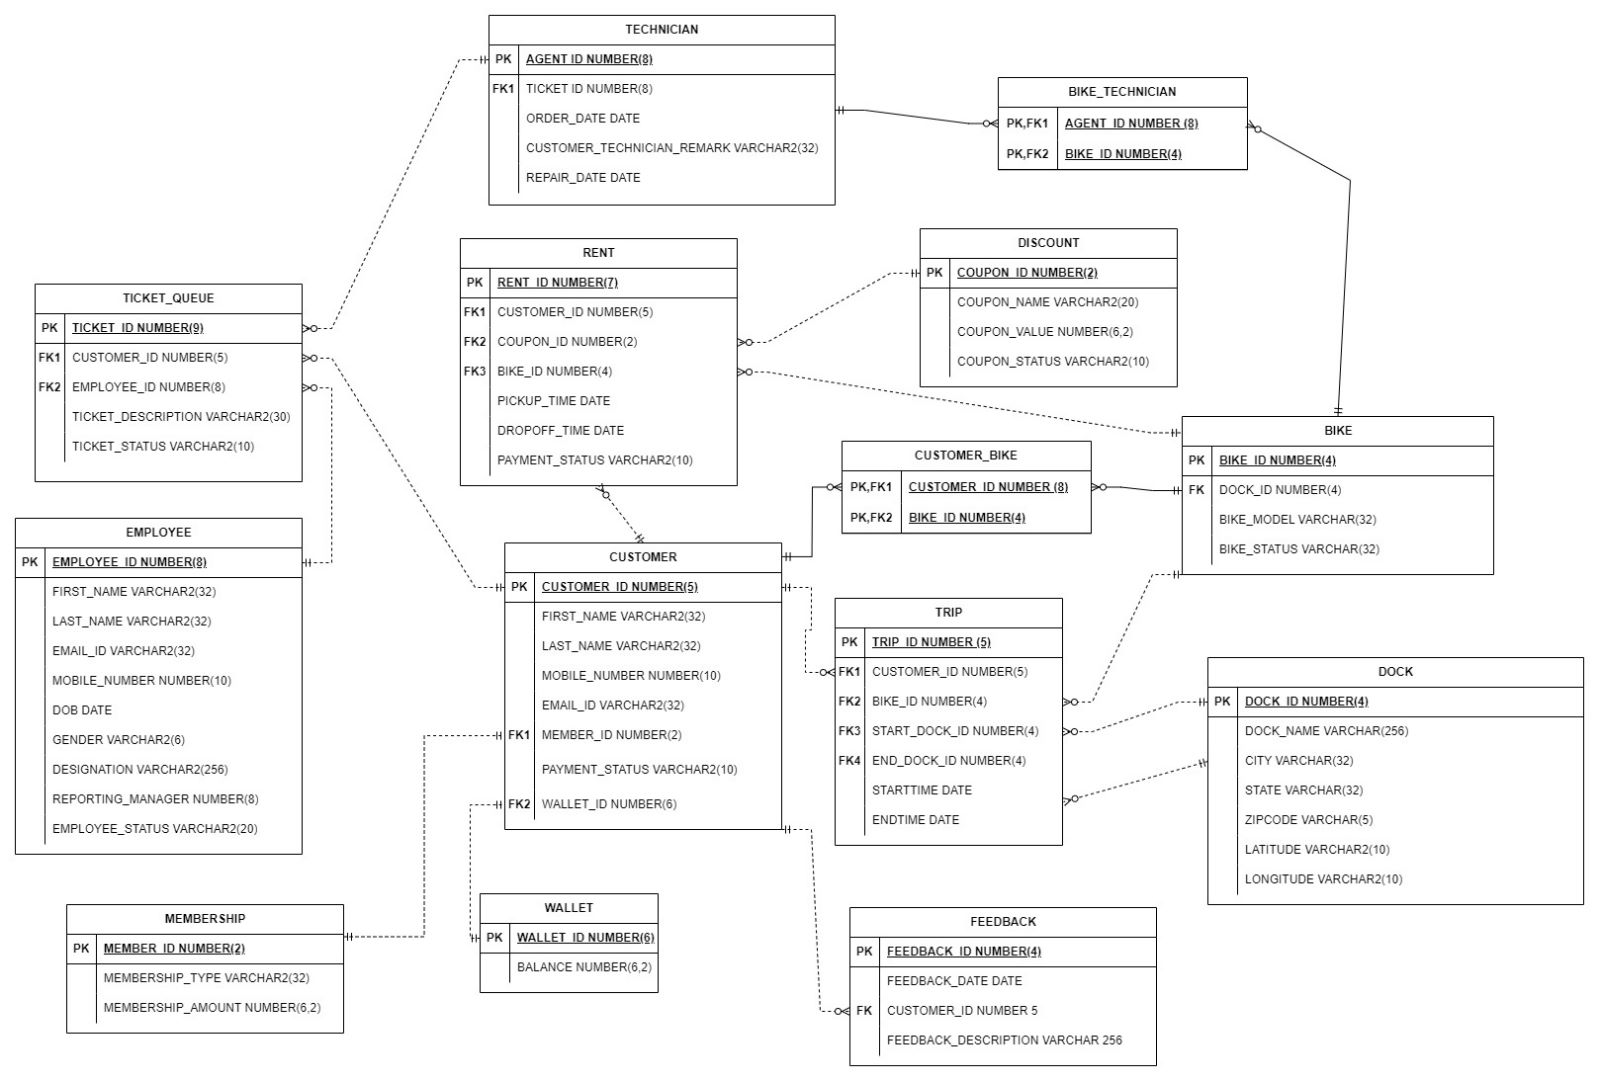 TECHNICIAN
PK AGENT ID NUMBER(8)
FK1 TICKET ID NUMBER(8)
ORDER_DATE DATE
CUSTOMER_TECHNICIAN_REMARK VARCHAR2(32)
REPAIR_DATE DATE
BIKE_TECHNICIAN
PK,FK1 AGENT_ID NUMBER (8)
PK,FK2 BIKE_ID NUMBER(4)
RENT
PK RENT_ID NUMBER(7)
FK1 CUSTOMER_ID NUMBER(5)
FK2 COUPON_ID NUMBER(2)
FK3 BIKE_ID NUMBER(4)
PICKUP_TIME DATE
DROPOFF_TIME DATE
PAYMENT_STATUS VARCHAR2(10)
DISCOUNT
PK COUPON_ID NUMBER(2)
COUPON_NAME VARCHAR2(20)
COUPON_VALUE NUMBER(6,2)
COUPON_STATUS VARCHAR2(10)
TICKET_QUEUE
PK TICKET_ID NUMBER(9)
FK1 CUSTOMER_ID NUMBER(5)
FK2 EMPLOYEE_ID NUMBER(8)
TICKET_DESCRIPTION VARCHAR2(30)
TICKET_STATUS VARCHAR2(10)
BIKE
PK BIKE_ID NUMBER(4)
FK DOCK_ID NUMBER(4)
BIKE_MODEL VARCHAR(32)
BIKE_STATUS VARCHAR(32)
CUSTOMER_BIKE
PK,FK1 CUSTOMER_ID NUMBER (8)
PK,FK2 BIKE_ID NUMBER(4)
EMPLOYEE
PK EMPLOYEE_ID NUMBER(8)
FIRST_NAME VARCHAR2(32)
LAST_NAME VARCHAR2(32)
EMAIL_ID VARCHAR2(32)
MOBILE_NUMBER NUMBER(10)
DOB DATE
GENDER VARCHAR2(6)
DESIGNATION VARCHAR2(256)
REPORTING_MANAGER NUMBER(8)
EMPLOYEE_STATUS VARCHAR2(20)
CUSTOMER
PK CUSTOMER_ID NUMBER(5)
FIRST_NAME VARCHAR2(32)
LAST_NAME VARCHAR2(32)
MOBILE_NUMBER NUMBER(10)
EMAIL_ID VARCHAR2(32)
FK1 MEMBER_ID NUMBER(2)
PAYMENT_STATUS VARCHAR2(10)
FK2 WALLET_ID NUMBER(6)
TRIP
PK TRIP_ID NUMBER (5)
FK1 CUSTOMER_ID NUMBER(5)
FK2 BIKE_ID NUMBER(4)
FK3 START_DOCK_ID NUMBER(4)
FK4 END_DOCK_ID NUMBER(4)
STARTTIME DATE
ENDTIME DATE
DOCK
PK DOCK_ID NUMBER(4)
DOCK_NAME VARCHAR(256)
CITY VARCHAR(32)
STATE VARCHAR(32)
ZIPCODE VARCHAR(5)
LATITUDE VARCHAR2(10)
LONGITUDE VARCHAR2(10)
MEMBERSHIP
PK MEMBER_ID NUMBER(2)
MEMBERSHIP_TYPE VARCHAR2(32)
MEMBERSHIP_AMOUNT NUMBER(6,2)
WALLET
PK WALLET_ID NUMBER(6)
BALANCE NUMBER(6,2)
FEEDBACK
PK FEEDBACK_ID NUMBER(4)
FEEDBACK_DATE DATE
FK CUSTOMER_ID NUMBER 5
FEEDBACK_DESCRIPTION VARCHAR 256